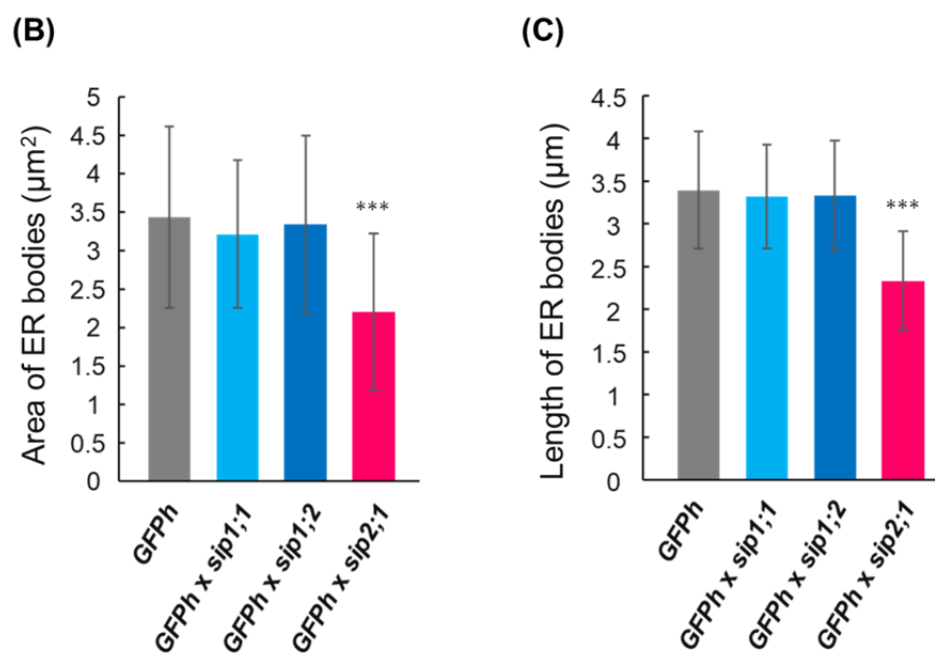 (B)
Area of ER bodies (µm²)
5
4.5
4
3.5
3
2.5
2
1.5
1
0.5
0
***
GFPh
GFPh x sip1;1
GFPh x sip1;2
GFPh x sip2;1
(C)
Length of ER bodies (µm)
4.5
4
3.5
3
2.5
2
1.5
1
0.5
0
***
GFPh
GFPh x sip1;1
GFPh x sip1;2
GFPh x sip2;1